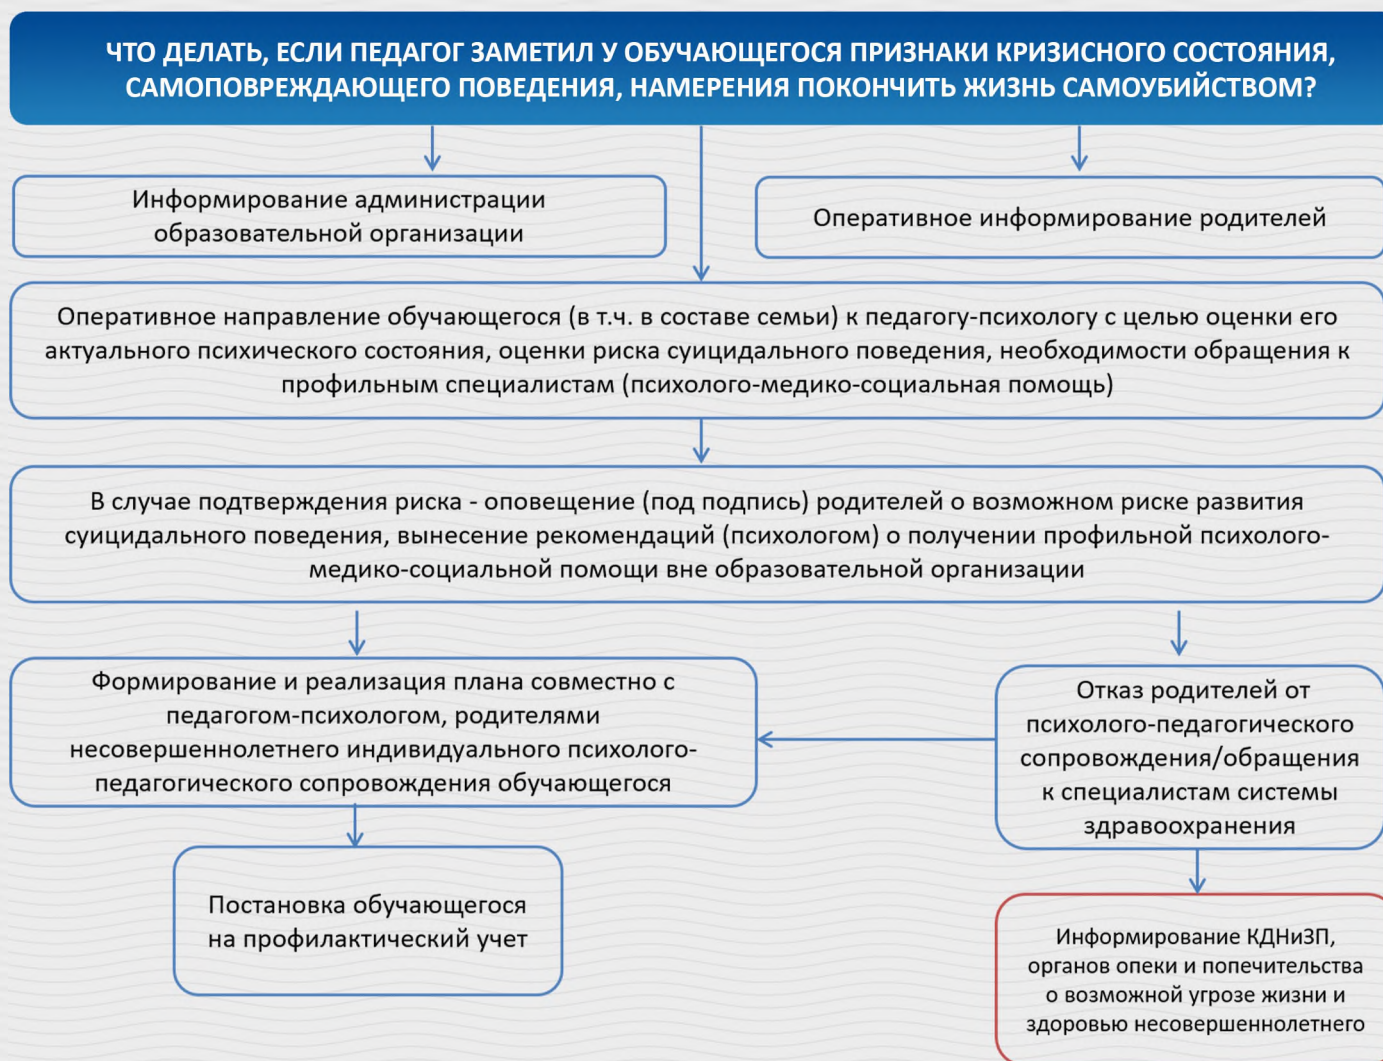 ЧТО ДЕЛАТЬ, ЕСЛИ ПЕДАГОГ ЗАМЕТИЛ У ОБУЧАЮЩЕГОСЯ ПРИЗНАКИ КРИЗИСНОГО СОСТОЯНИЯ,
САМОПОВРЕЖДАЮЩЕГО ПОВЕДЕНИЯ, НАМЕРЕНИЯ ПОКОНЧИТЬ ЖИЗНЬ САМОУБИЙСТВОМ?
Информирование администрации
образовательной организации
Оперативное информирование родителей
Оперативное направление обучающегося (в т.ч. в составе семьи) к педагогу-психологу с целью оценки его
актуального психического состояния, оценки риска суицидального поведения, необходимости обращения к
профильным специалистам (психолого-медико-социальная помощь)
В случае подтверждения риска - оповещение (под подпись) родителей о возможном риске развития
суицидального поведения, вынесение рекомендаций (психологом) о получении профильной психолого-
медико-социальной помощи вне образовательной организации
Формирование и реализация плана совместно с
педагогом-психологом, родителями
несовершеннолетнего индивидуального психолого-
педагогического сопровождения обучающегося
Отказ родителей от
психолого-педагогического
сопровождения/обращения
к специалистам системы
здравоохранения
Постановка обучающегося
на профилактический учет
Информирование КДНиЗП,
органов опеки и попечительства
о возможной угрозе жизни и
здоровью несовершеннолетнего